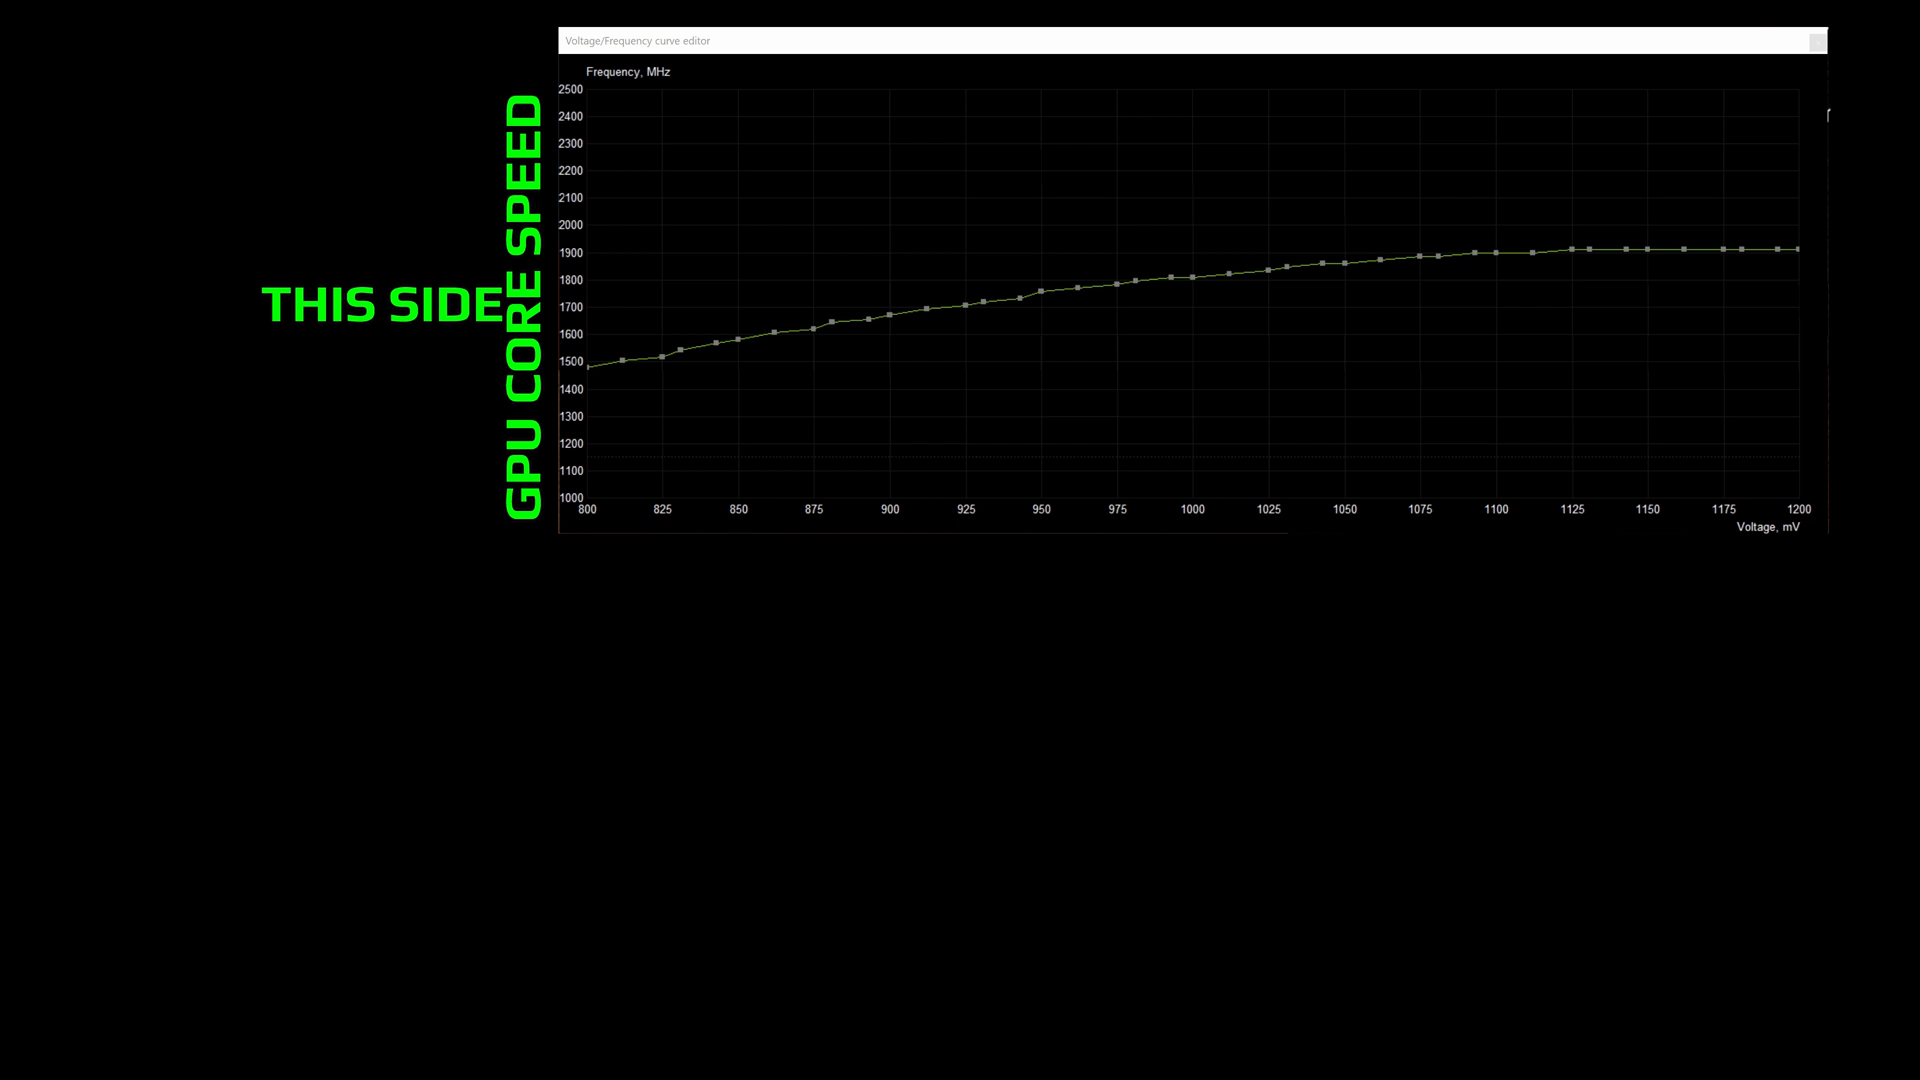 Voltage/Frequency curve editor
Frequency, MHz
2500
2400
2300
2200
2100
2000
1900
1800
1700
1600
1500
1400
1300
1200
1100
1000
800 825 850 875 900 925 950 975 1000 1025 1050 1075 1100 1125 1150 1175 1200
Voltage, mV
THIS SIDE
GPU CORE SPEED